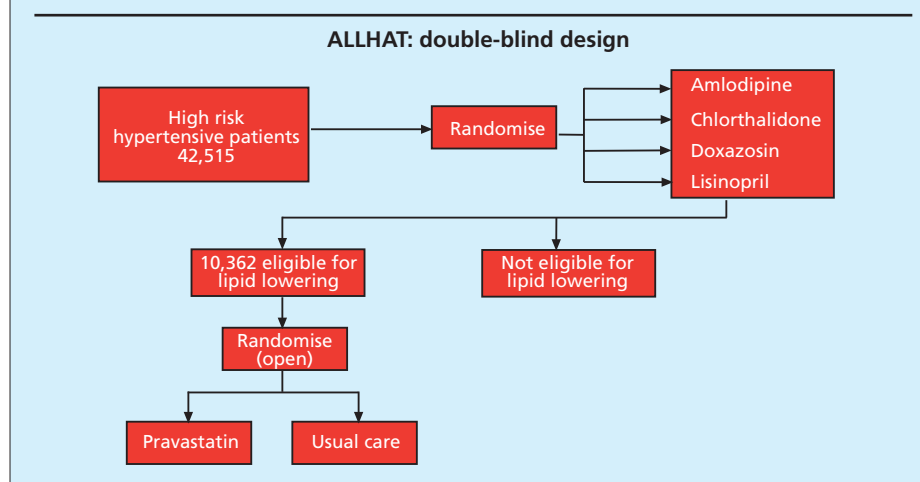 ALLHAT: double-blind design
High risk
hypertensive patients
42,515
Randomise
Amlodipine
Chlorthalidone
Doxazosin
Lisinopril
10,362 eligible for
lipid lowering
Not eligible for
lipid lowering
Randomise
(open)
Pravastatin
Usual care